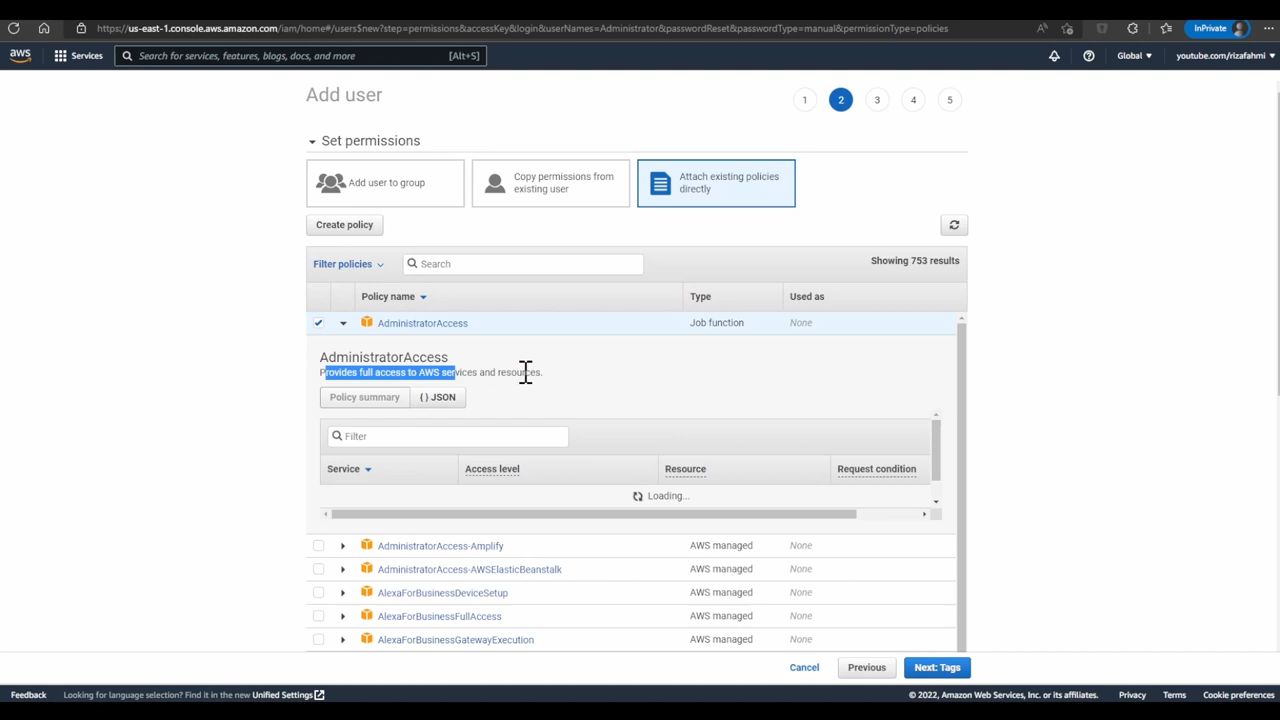 https://us-east-1.console.aws.amazon.com/iam/home#/users$new?step=permissions&accessKey&login&userNames=Administrator&passwordReset&passwordType=manual&permissionType=policies
InPrivate
aws Services Search for services, features, blogs, docs, and more [Alt+S] Global youtube.com/rizafahmi
Add user 1 2 3 4 5
Set permissions
Add user to group
Copy permissions from
existing user
Attach existing policies
directly
Create policy
Filter policies Search Showing 753 results
Policy name Type Used as
AdministratorAccess Job function None
AdministratorAccess
Provides full access to AWS services and resources.
Policy summary { } JSON
Filter
Service Access level Resource Request condition
Loading...
AdministratorAccess-Amplify AWS managed None
AdministratorAccess-AWSElasticBeanstalk AWS managed None
AlexaForBusinessDeviceSetup AWS managed None
AlexaForBusinessFullAccess AWS managed None
AlexaForBusinessGatewayExecution AWS managed None
Cancel Previous Next: Tags
Feedback Looking for language selection? Find it in the new Unified Settings © 2022, Amazon Web Services, Inc. or its affiliates. Privacy Terms Cookie preferences